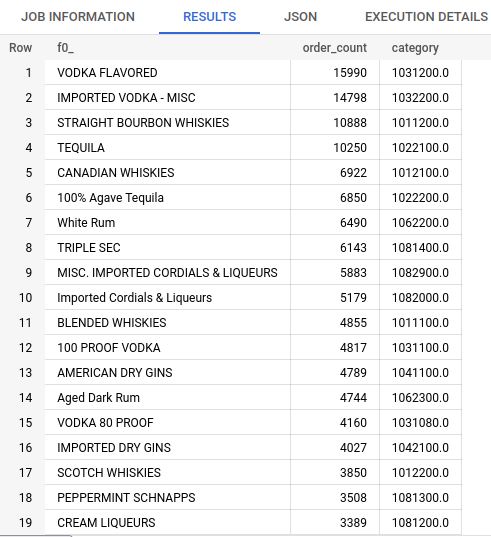 JOB INFORMATION RESULTS JSON EXECUTION DETAILS
Row f0_ order_count category
1 VODKA FLAVORED 15990 1031200.0
2 IMPORTED VODKA - MISC 14798 1032200.0
3 STRAIGHT BOURBON WHISKIES 10888 1011200.0
4 TEQUILA 10250 1022100.0
5 CANADIAN WHISKIES 6922 1012100.0
6 100% Agave Tequila 6850 1022200.0
7 White Rum 6490 1062200.0
8 TRIPLE SEC 6143 1081400.0
9 MISC. IMPORTED CORDIALS & LIQUEURS 5883 1082900.0
10 Imported Cordials & Liqueurs 5179 1082000.0
11 BLENDED WHISKIES 4855 1011100.0
12 100 PROOF VODKA 4817 1031100.0
13 AMERICAN DRY GINS 4789 1041100.0
14 Aged Dark Rum 4744 1062300.0
15 VODKA 80 PROOF 4160 1031080.0
16 IMPORTED DRY GINS 4027 1042100.0
17 SCOTCH WHISKIES 3850 1012200.0
18 PEPPERMINT SCHNAPPS 3508 1081300.0
19 CREAM LIQUEURS 3389 1081200.0